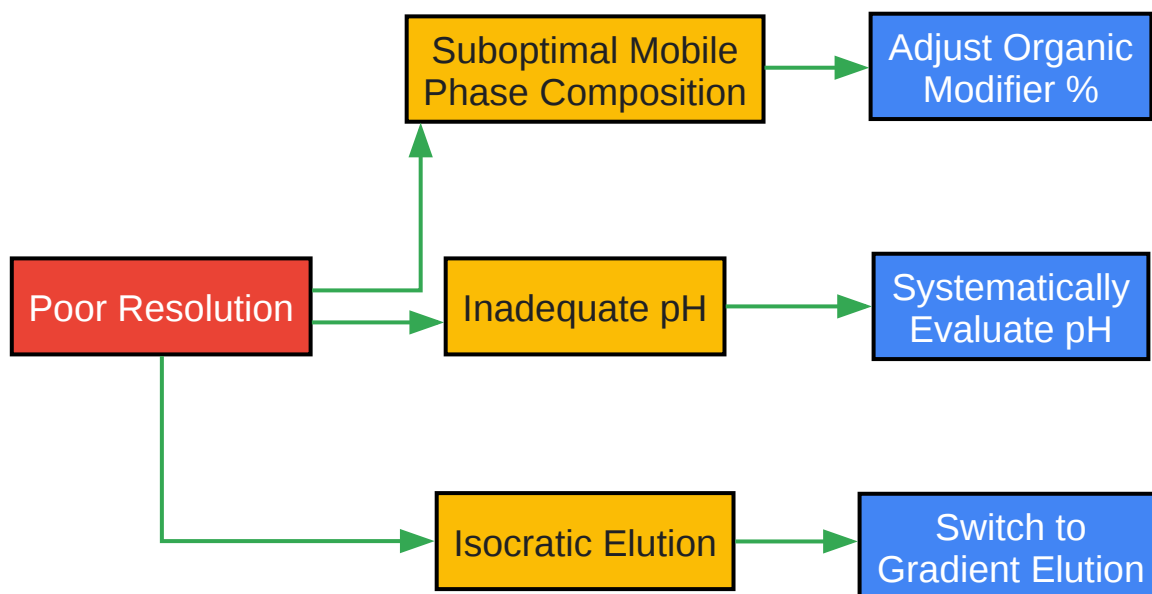 Suboptimal Mobile
Phase Composition
Adjust Organic
Modifier %
Poor Resolution
Inadequate pH
Systematically
Evaluate pH
Isocratic Elution
Switch to
Gradient Elution